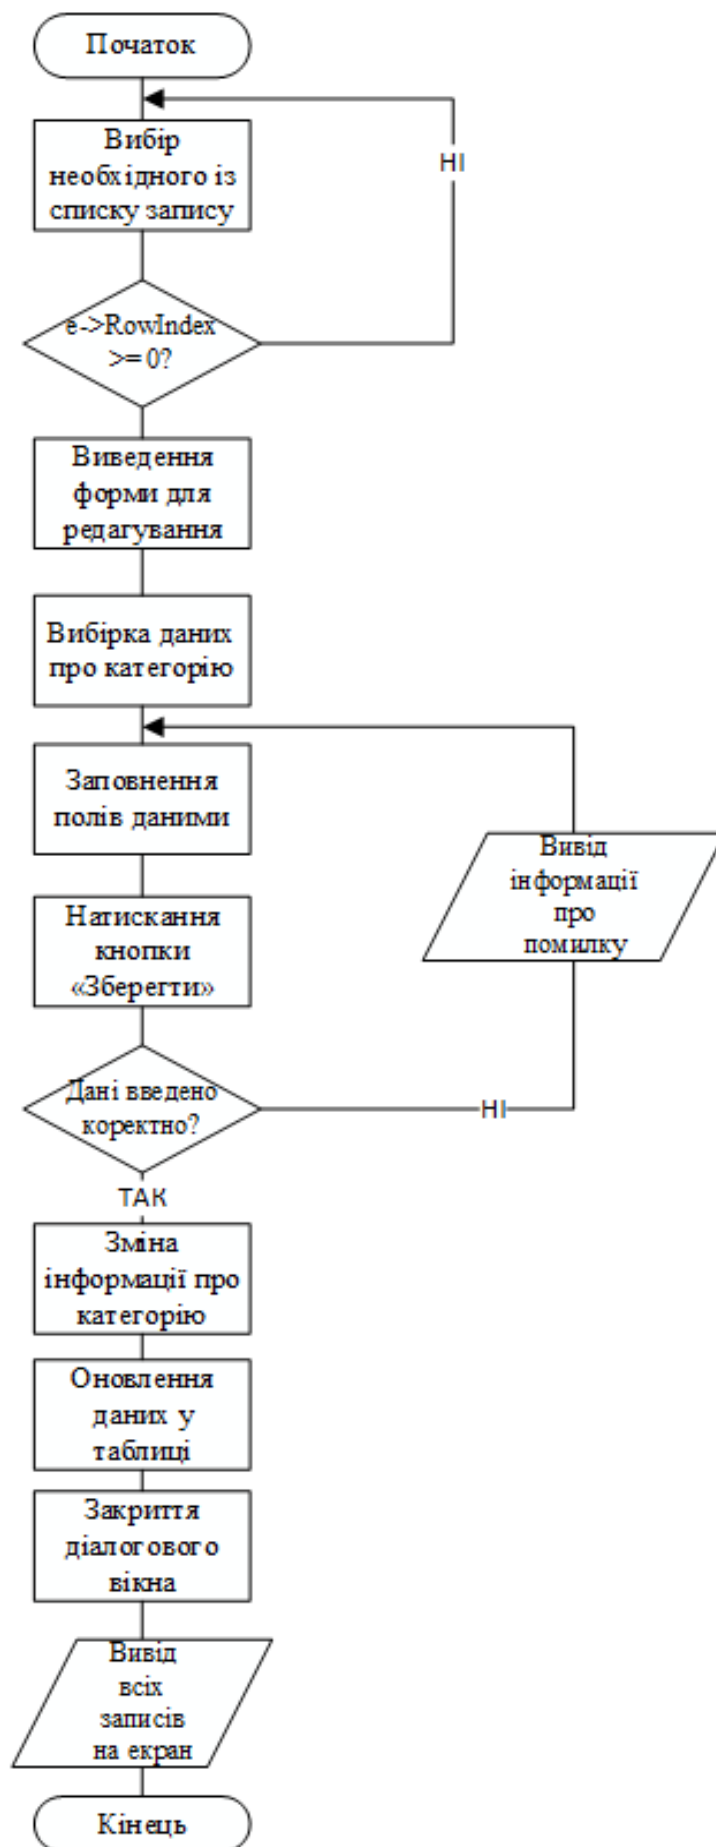 Початок
Вибір
необхідного із
списку запису
НІ
e->RowIndex
>= 0?
Виведення
форми для
редагування
Вибірка даних
про категорію
Заповнення
полів даними
Вивід
інформації
про
помилку
Натискання
кнопки
«Зберегти»
Дані введено
коректно?
НІ
ТАК
Зміна
інформації про
категорію
Оновлення
даних у
таблиці
Закриття
діалогового
вікна
Вивід
всіх
записів
на екран
Кінець